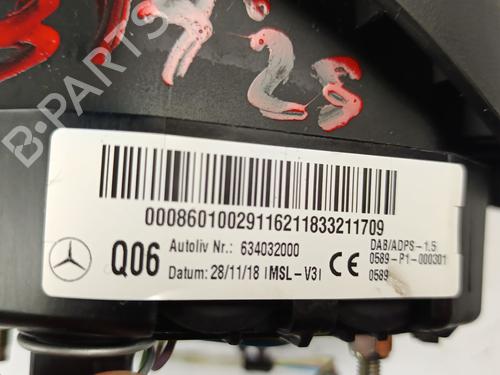 B-PARTS
00086010029116211833211709
Q06
Autoliv Nr.: 634032000
Datum: 28/11/18 | MSL-V3 |
CE
DAB/ADPS-1.5
0589-P1-000301
0589